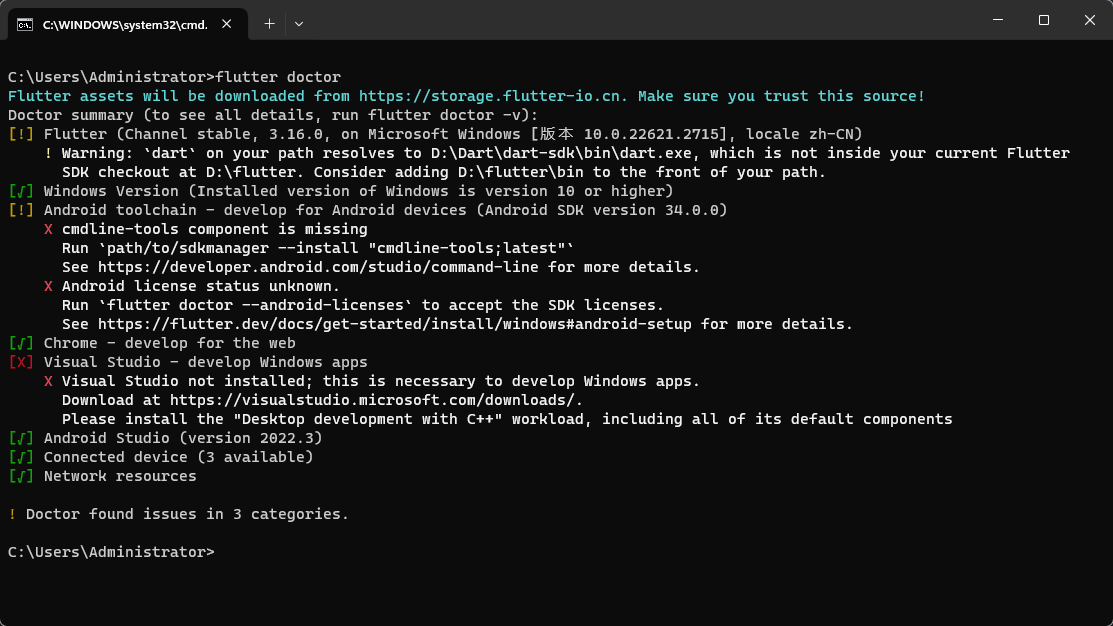 C:\WINDOWS\system32\cmd.
C:\Users\Administrator>flutter doctor
Flutter assets will be downloaded from https://storage.flutter-io.cn. Make sure you trust this source!
Doctor summary (to see all details, run flutter doctor -v):
[!] Flutter (Channel stable, 3.16.0, on Microsoft Windows [版本 10.0.22621.2715], locale zh-CN)
! Warning: `dart` on your path resolves to D:\Dart\dart-sdk\bin\dart.exe, which is not inside your current Flutter
SDK checkout at D:\flutter. Consider adding D:\flutter\bin to the front of your path.
[√] Windows Version (Installed version of Windows is version 10 or higher)
[!] Android toolchain - develop for Android devices (Android SDK version 34.0.0)
X cmdline-tools component is missing
Run `path/to/sdkmanager --install "cmdline-tools;latest"`
See https://developer.android.com/studio/command-line for more details.
X Android license status unknown.
Run `flutter doctor --android-licenses` to accept the SDK licenses.
See https://flutter.dev/docs/get-started/install/windows#android-setup for more details.
[√] Chrome - develop for the web
[X] Visual Studio - develop Windows apps
X Visual Studio not installed; this is necessary to develop Windows apps.
Download at https://visualstudio.microsoft.com/downloads/.
Please install the "Desktop development with C++" workload, including all of its default components
[√] Android Studio (version 2022.3)
[√] Connected device (3 available)
[√] Network resources
! Doctor found issues in 3 categories.
C:\Users\Administrator>